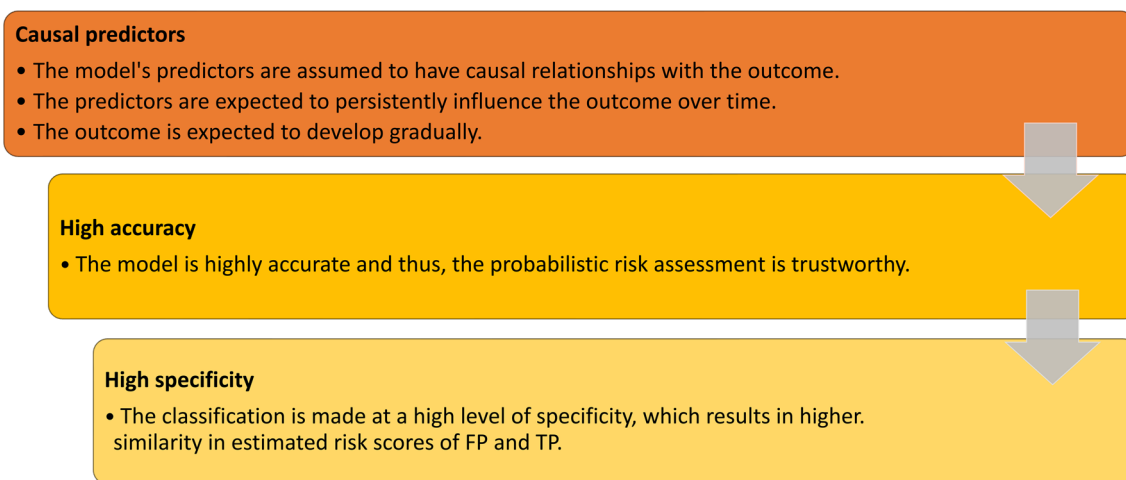 Causal predictors
• The model's predictors are assumed to have causal relationships with the outcome.
• The predictors are expected to persistently influence the outcome over time.
• The outcome is expected to develop gradually.
High accuracy
• The model is highly accurate and thus, the probabilistic risk assessment is trustworthy.
High specificity
• The classification is made at a high level of specificity, which results in higher.
similarity in estimated risk scores of FP and TP.